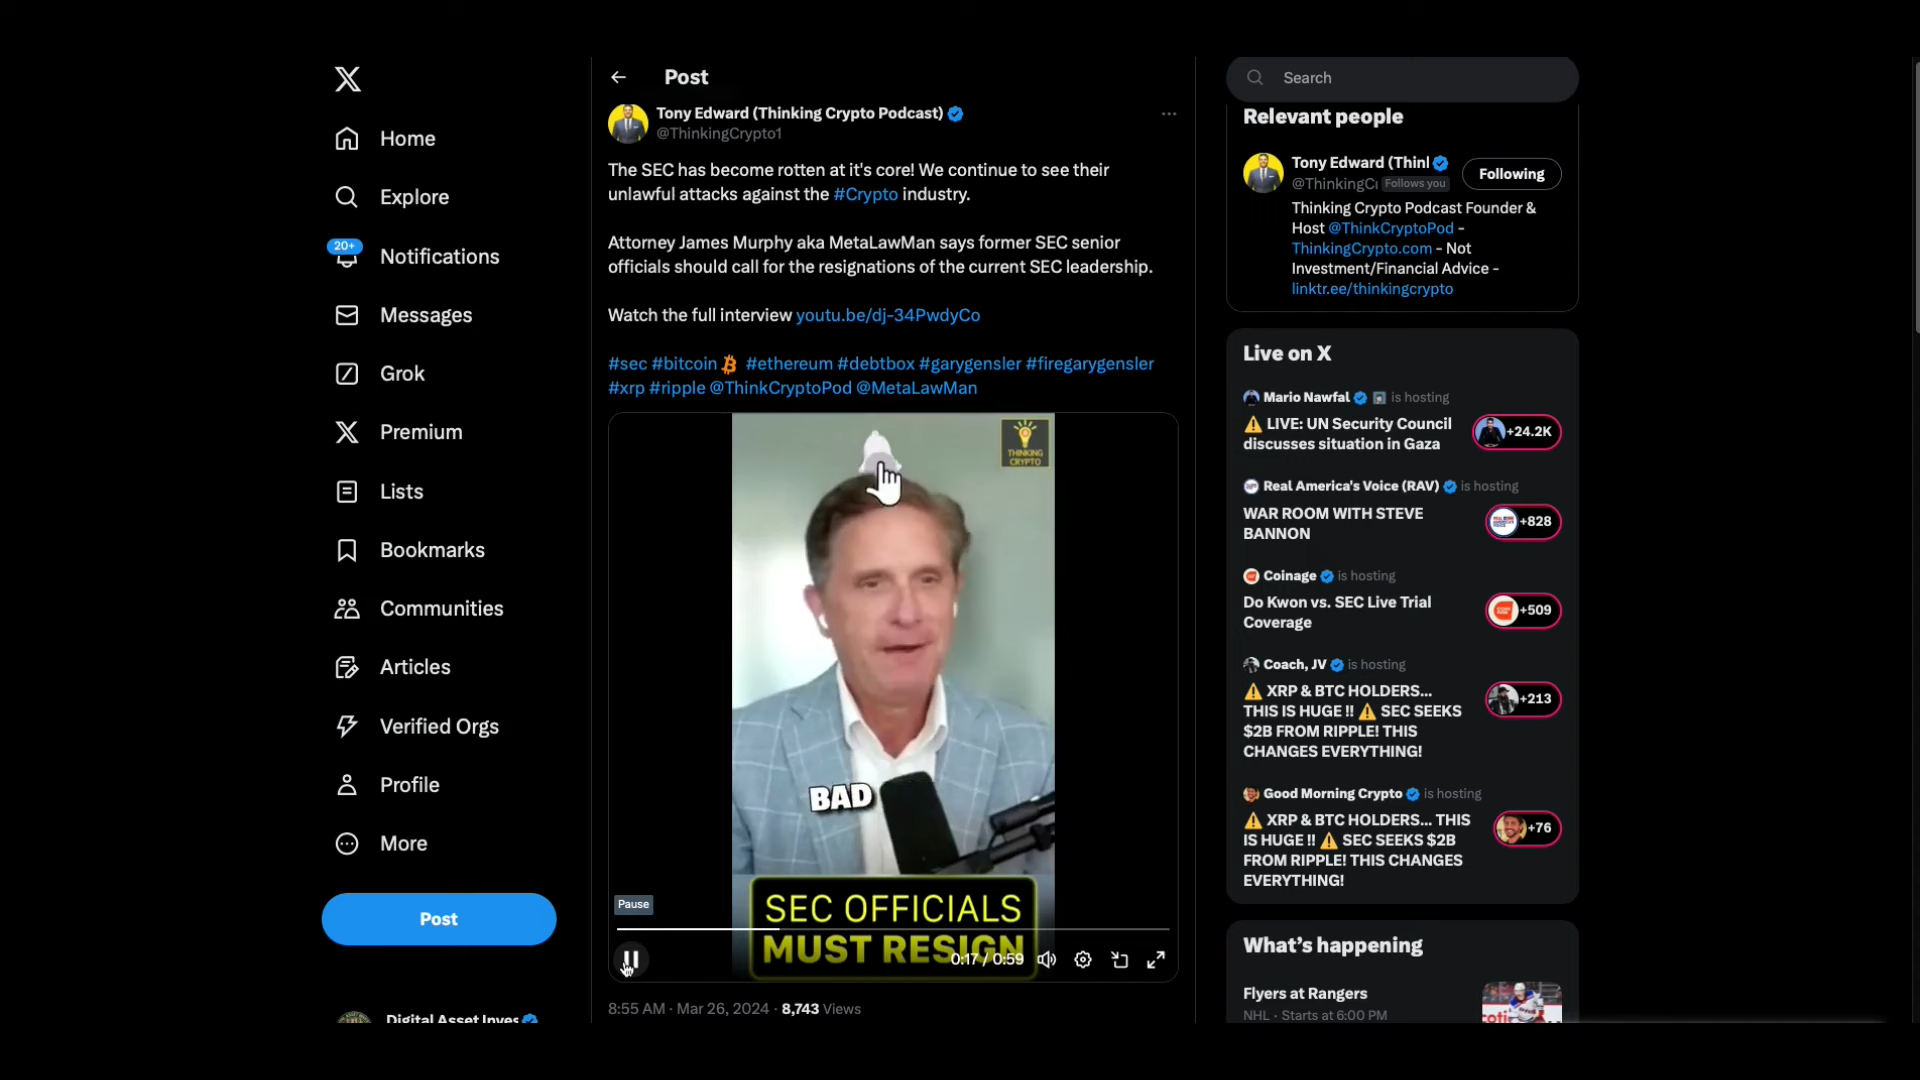 Home
Explore
20+
Notifications
Messages
Grok
Premium
Lists
Bookmarks
Communities
Articles
Verified Orgs
Profile
More
Post
Digital Asset Inves
Post
Tony Edward (Thinking Crypto Podcast)
@ThinkingCrypto1
The SEC has become rotten at it's core! We continue to see their
unlawful attacks against the #Crypto industry.
Attorney James Murphy aka MetaLawMan says former SEC senior
officials should call for the resignations of the current SEC leadership.
Watch the full interview youtu.be/dj-34PwdyCo
#sec #bitcoin #ethereum #debtbox #garygensler #firegarygensler
#xrp #ripple @ThinkCryptoPod @MetaLawMan
THINKING
CRYPTO
BAD
SEC OFFICIALS
MUST RESIGN
Pause
0:17 / 0:59
8:55 AM · Mar 26, 2024 · 8,743 Views
Search
Relevant people
Tony Edward (Thinl
@ThinkingCr Follows you
Following
Thinking Crypto Podcast Founder &
Host @ThinkCryptoPod -
ThinkingCrypto.com - Not
Investment/Financial Advice -
linktr.ee/thinkingcrypto
Live on X
Mario Nawfal is hosting
LIVE: UN Security Council
discusses situation in Gaza
+24.2K
Real America's Voice (RAV) is hosting
WAR ROOM WITH STEVE
BANNON
+828
Coinage is hosting
Do Kwon vs. SEC Live Trial
Coverage
+509
Coach, JV is hosting
XRP & BTC HOLDERS...
THIS IS HUGE !! SEC SEEKS
$2B FROM RIPPLE! THIS
CHANGES EVERYTHING!
+213
Good Morning Crypto is hosting
XRP & BTC HOLDERS... THIS
IS HUGE !! SEC SEEKS $2B
FROM RIPPLE! THIS CHANGES
EVERYTHING!
+76
What's happening
Flyers at Rangers
NHL · Starts at 6:00 PM